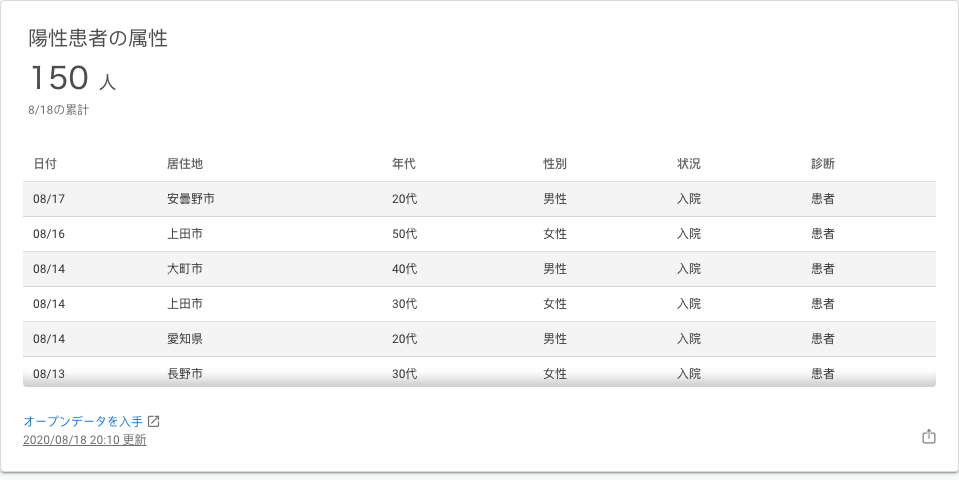 陽性患者の属性
150 人
8/18の累計
日付 居住地 年代 性別 状況 診断
08/17 安曇野市 20代 男性 入院 患者
08/16 上田市 50代 女性 入院 患者
08/14 大町市 40代 男性 入院 患者
08/14 上田市 30代 女性 入院 患者
08/14 愛知県 20代 男性 入院 患者
08/13 長野市 30代 女性 入院 患者
オープンデータを入手
2020/08/18 20:10 更新